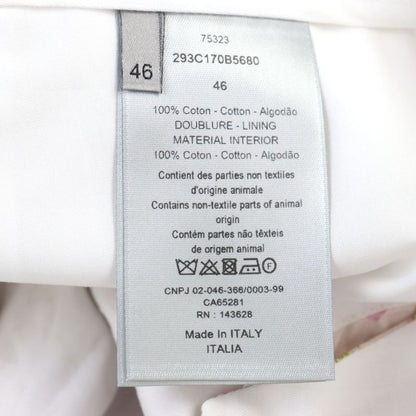 75323
293C170B5680
46
46
100% Coton - Cotton - Algodão
DOUBLURE - LINING
MATERIAL INTERIOR
100% Coton - Cotton - Algodão
Contient des parties non textiles
d'origine animale
Contains non-textile parts of animal
origin
Contém partes não têxteis
de origem animal
F
CNPJ 02-046-366/0003-99
CA65281
RN : 143628
Made In ITALY
ITALIA